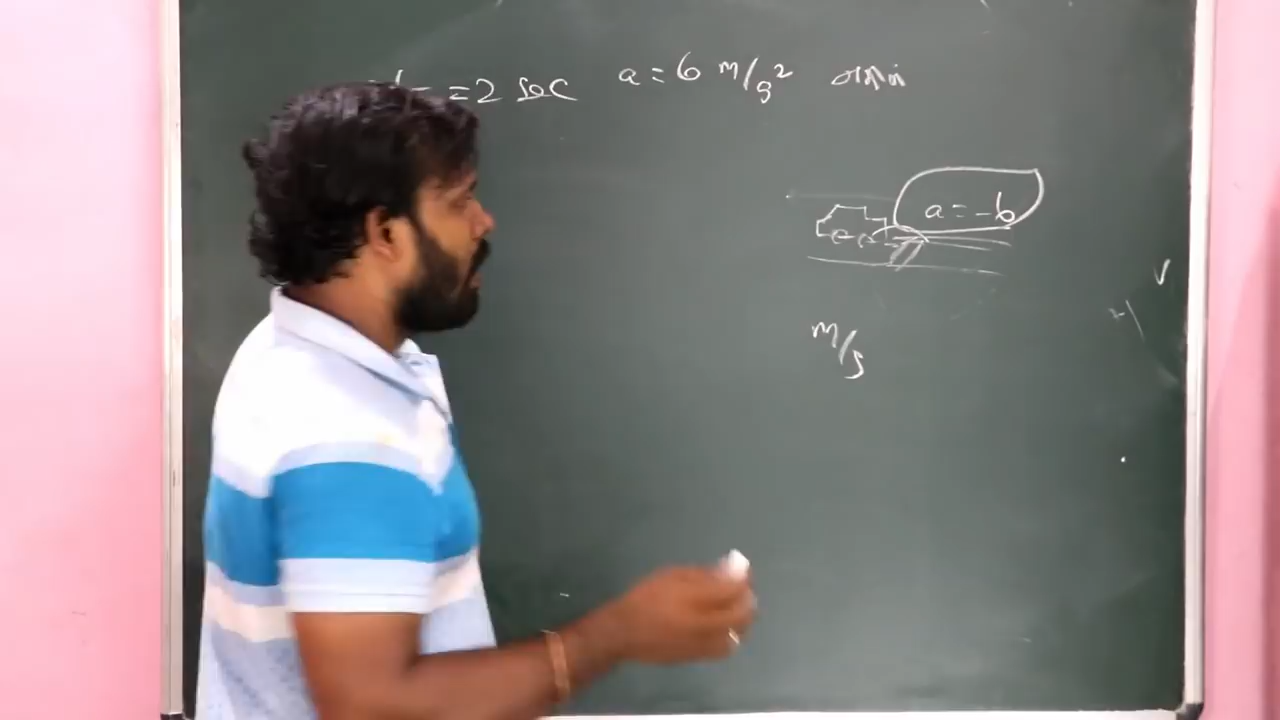 = 2 sec a = 6 m/s²
a = -6
m/s
v